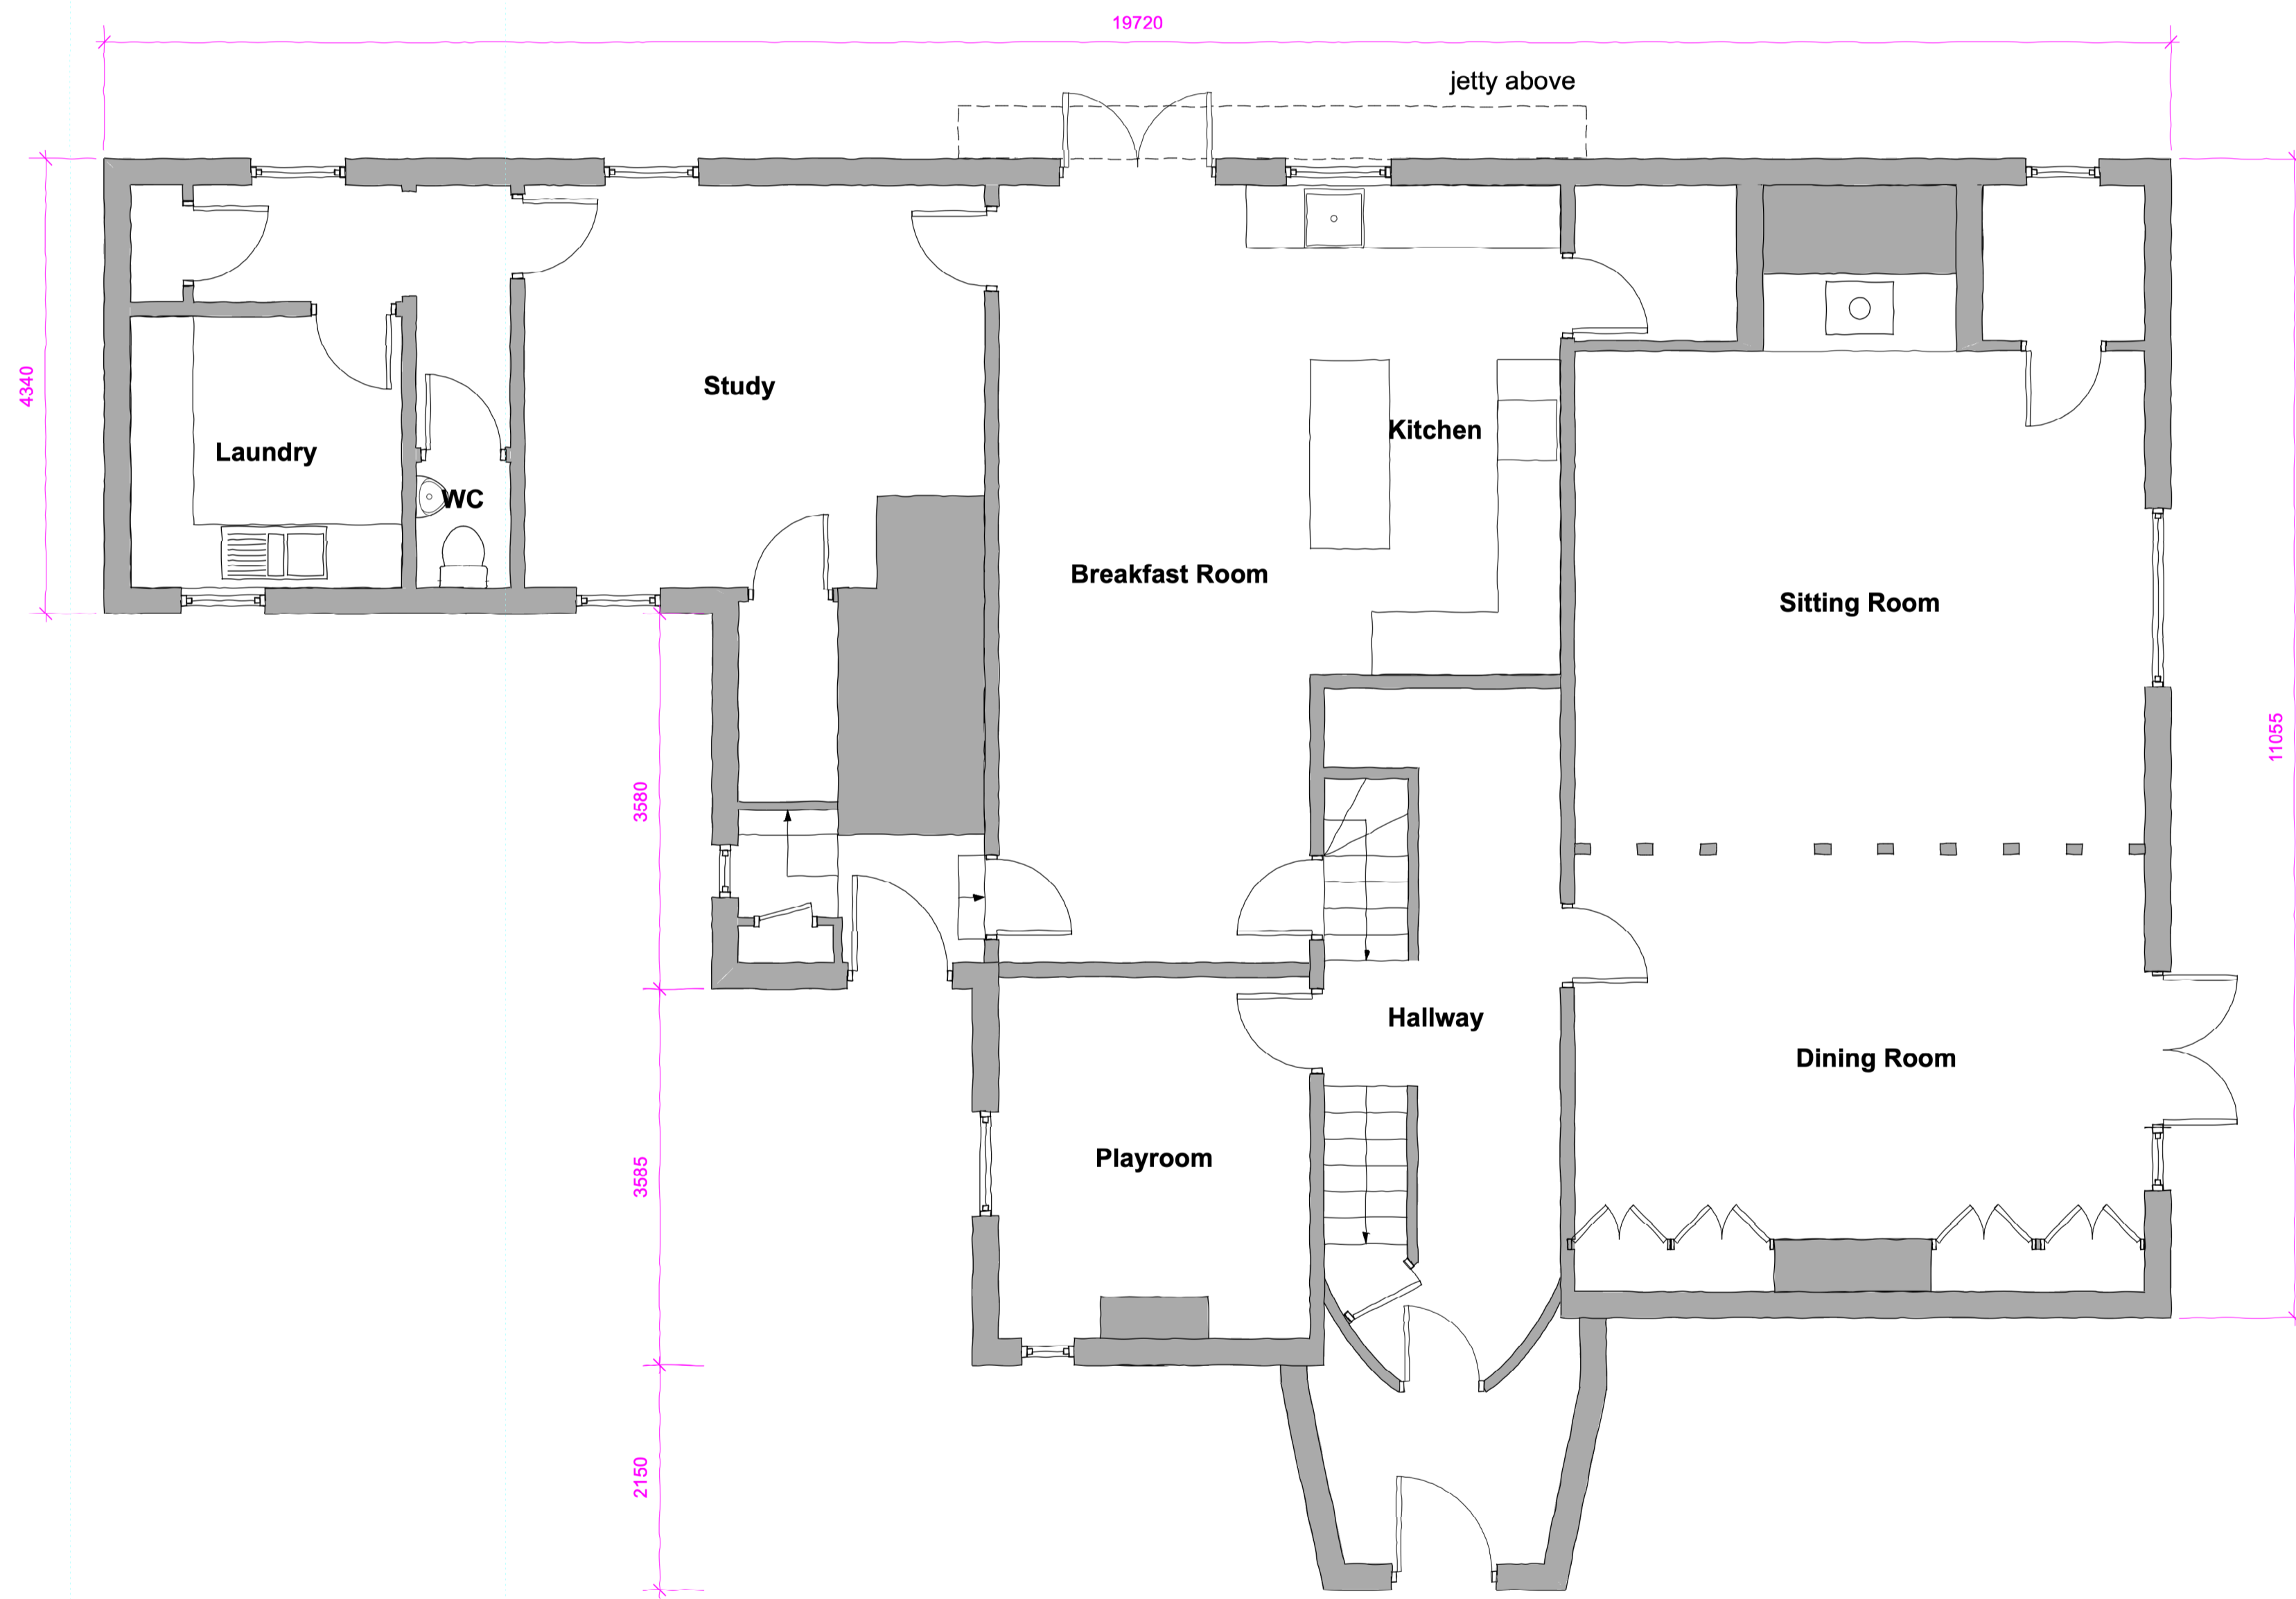 19720
jetty above
4340
Study
Kitchen
Laundry
WC
Breakfast Room
Sitting Room
11055
3580
Hallway
Dining Room
Playroom
3585
2150